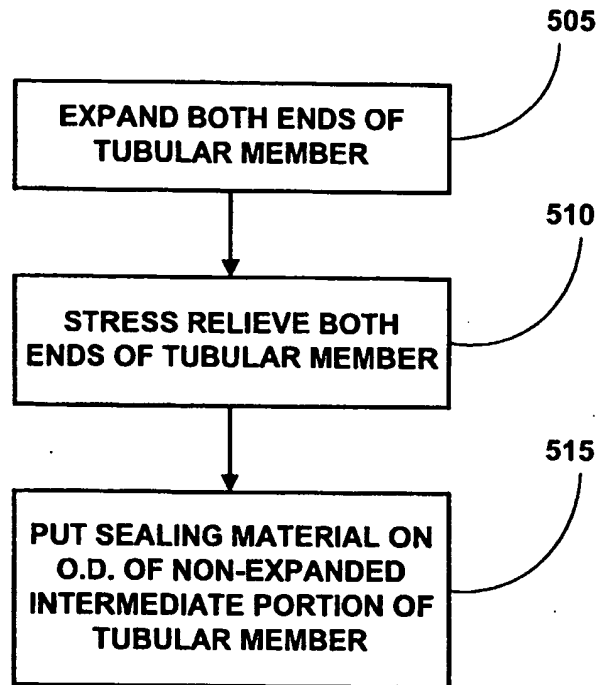 505
EXPAND BOTH ENDS OF
TUBULAR MEMBER
510
STRESS RELIEVE BOTH
ENDS OF TUBULAR MEMBER
515
PUT SEALING MATERIAL ON
O.D. OF NON-EXPANDED
INTERMEDIATE PORTION OF
TUBULAR MEMBER